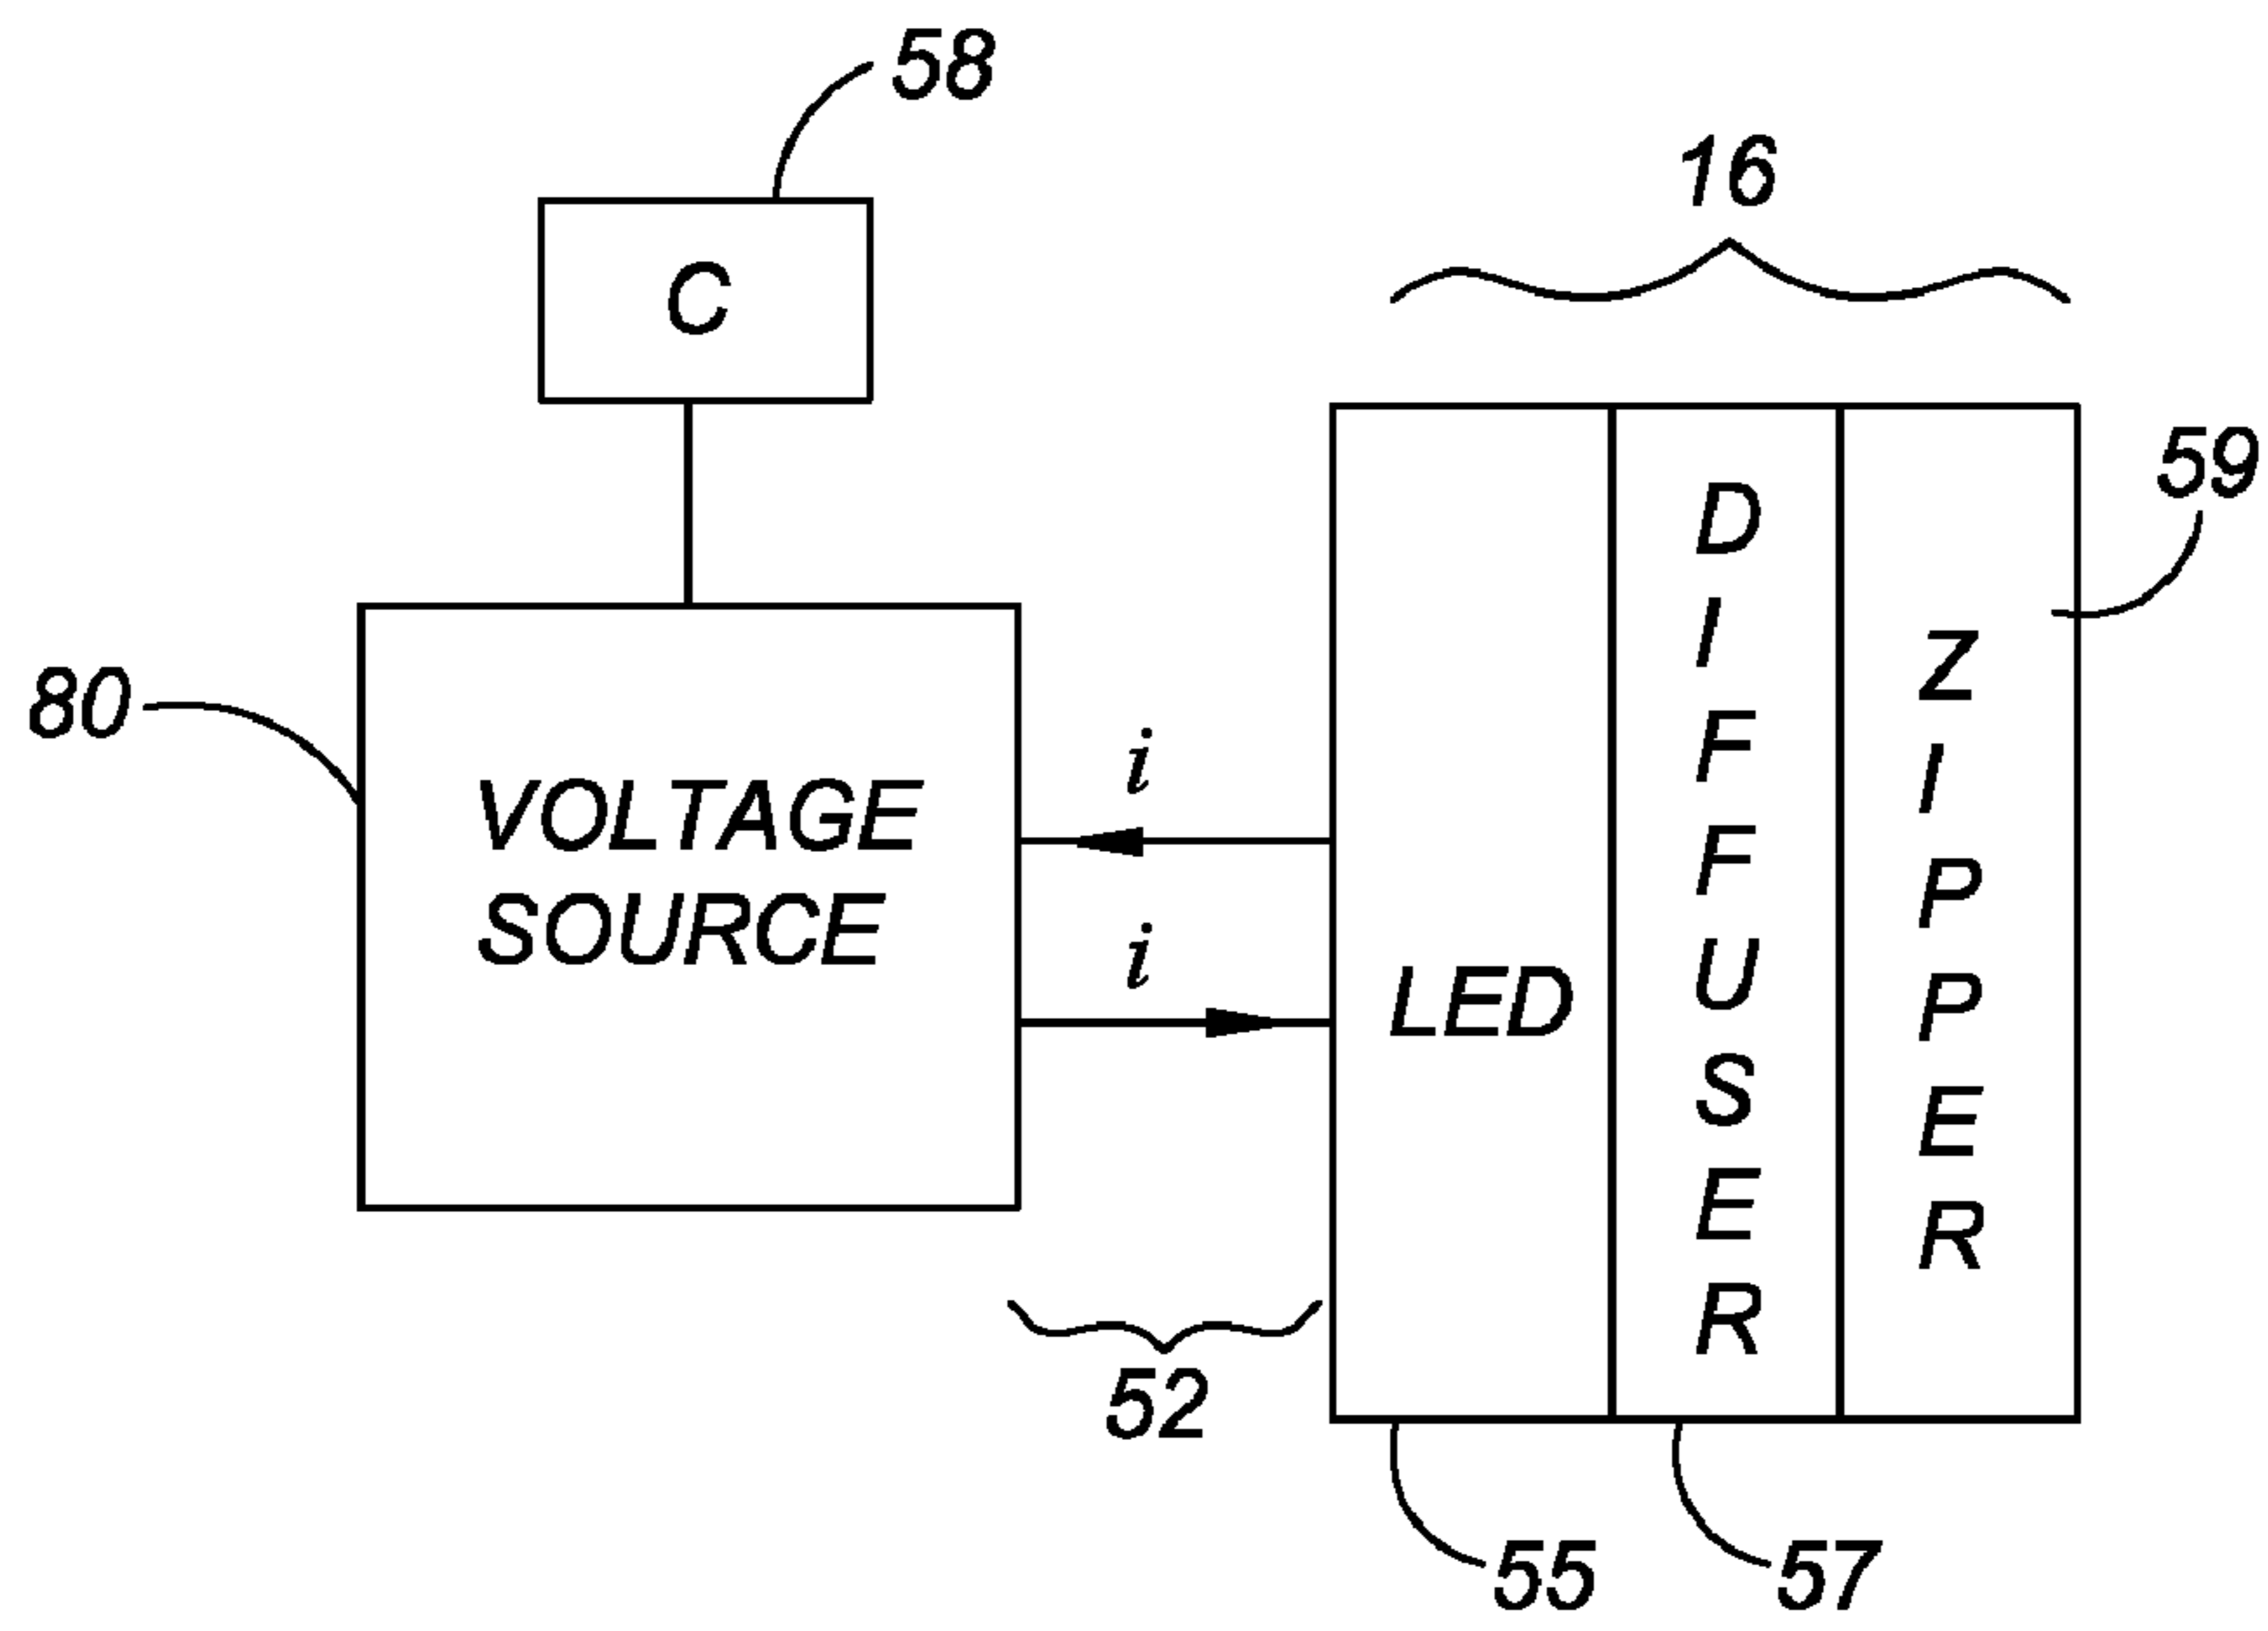 58
C
16
59
80
VOLTAGE
SOURCE
i
i
LED
DIFFUSER
ZIPPER
52
55
57